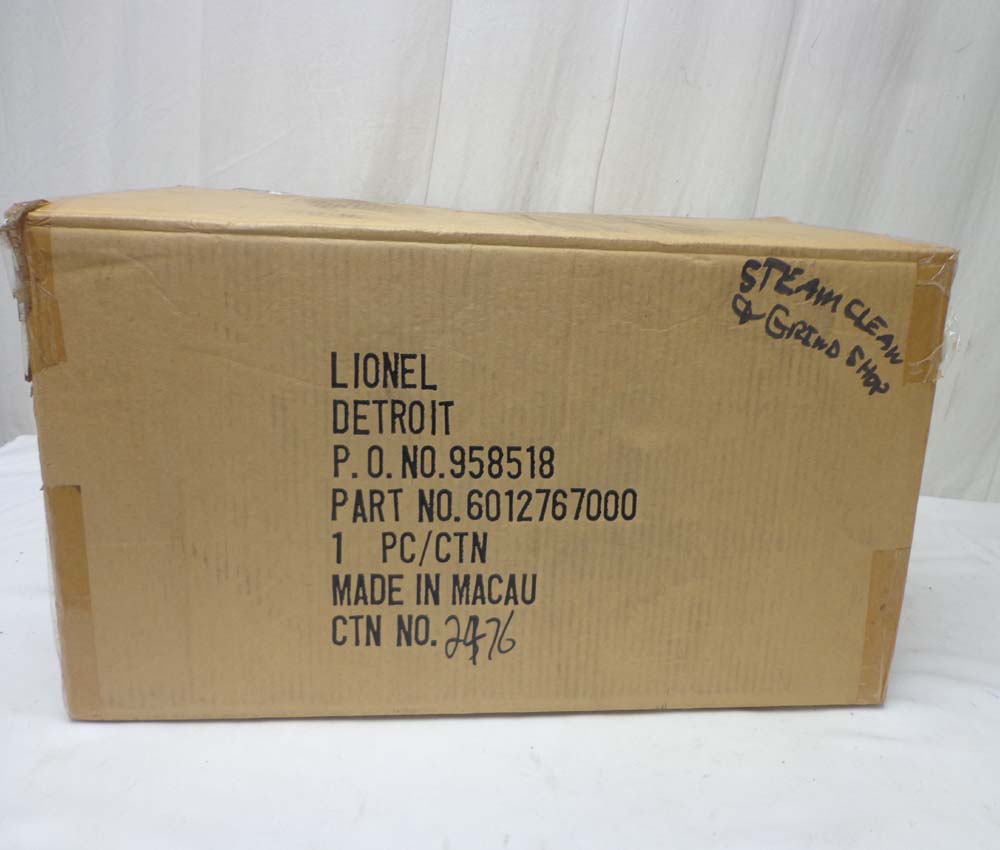 STEAM CLEAN
& GRIND SHOP
LIONEL
DETROIT
P.O. NO. 958518
PART NO. 6012767000
1 PC/CTN
MADE IN MACAU
CTN NO. 2476